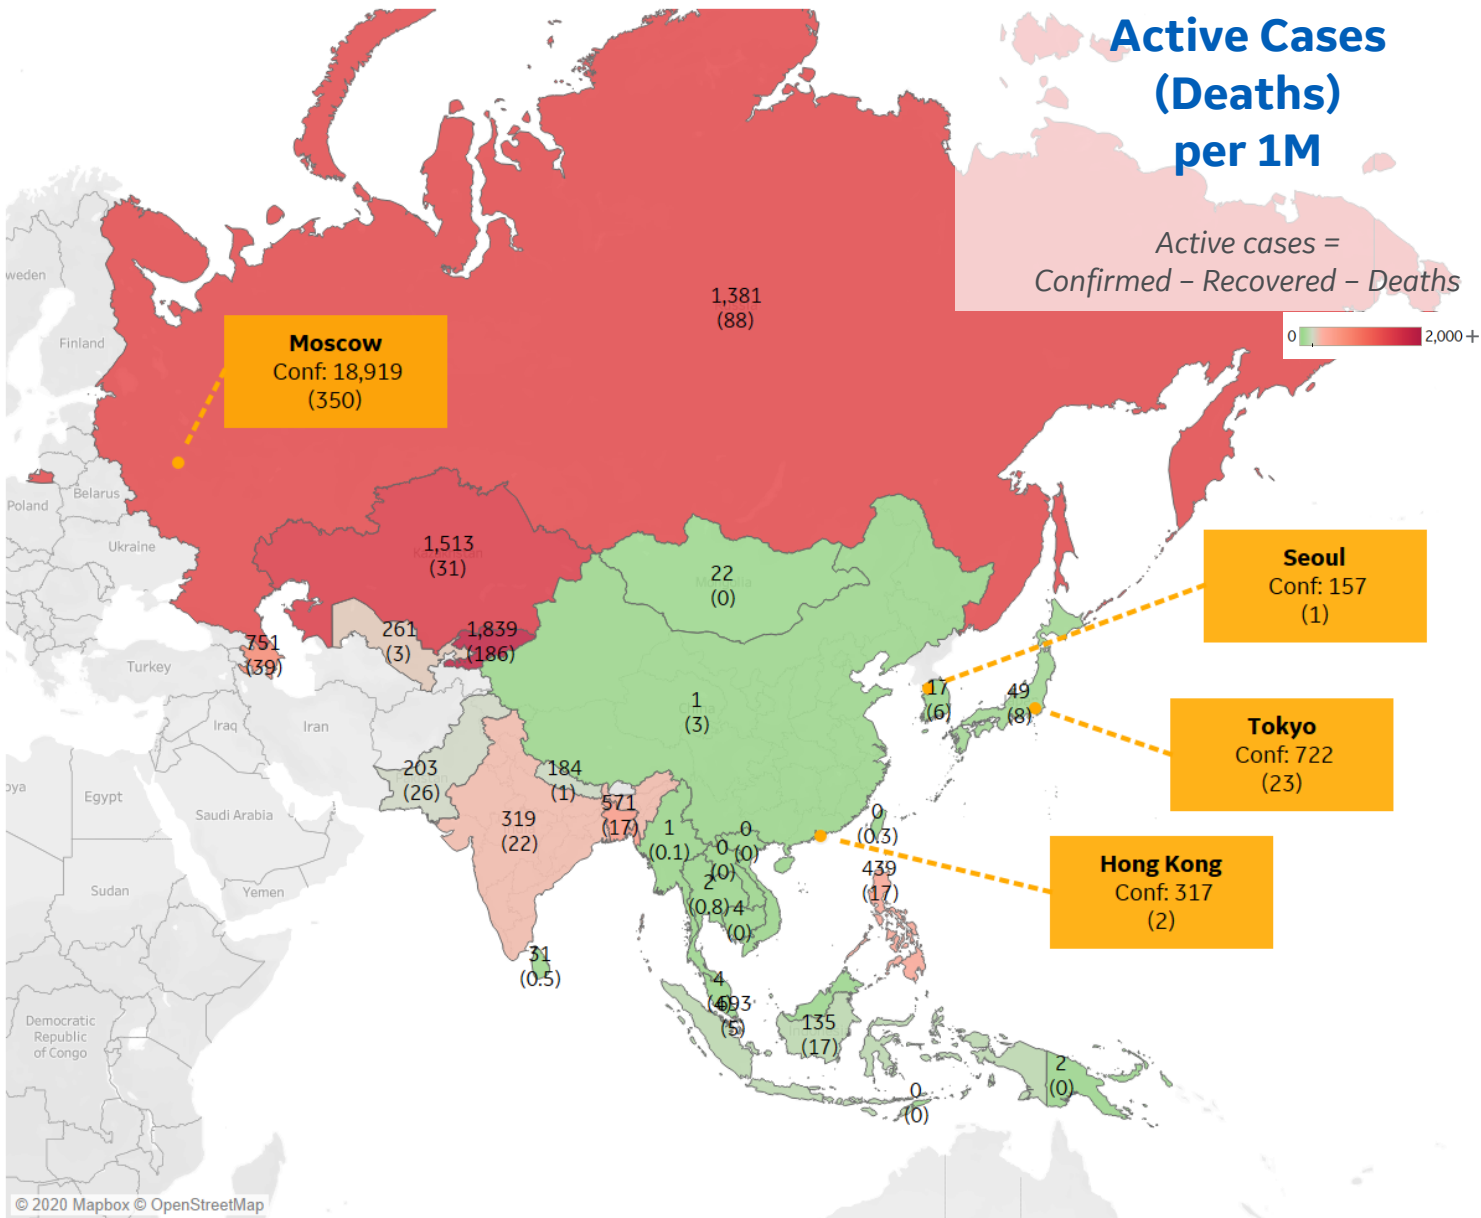 Active Cases
(Deaths)
per 1M
Active cases =
Confirmed – Recovered – Deaths
0
2,000 +
1,381
(88)
Moscow
Conf: 18,919
(350)
weden
Finland
Belarus
Poland
Ukraine
1,513
(31)
22
(0)
Seoul
Conf: 157
(1)
751
(39)
261
(3)
1,839
(186)
Turkey
Iraq
Iran
1
(3)
17
(6)
49
(8)
Tokyo
Conf: 722
(23)
oya
Egypt
Saudi Arabia
203
(26)
184
(1)
319
(22)
571
(17)
1
(0.1)
0
(0)
0
(0)
2
(0.8)
4
(0)
0
(0.3)
439
(17)
Hong Kong
Conf: 317
(2)
Sudan
Yemen
31
(0.5)
4
693
(5)
135
(17)
2
(0)
0
(0)
Democratic
Republic
of Congo
© 2020 Mapbox © OpenStreetMap